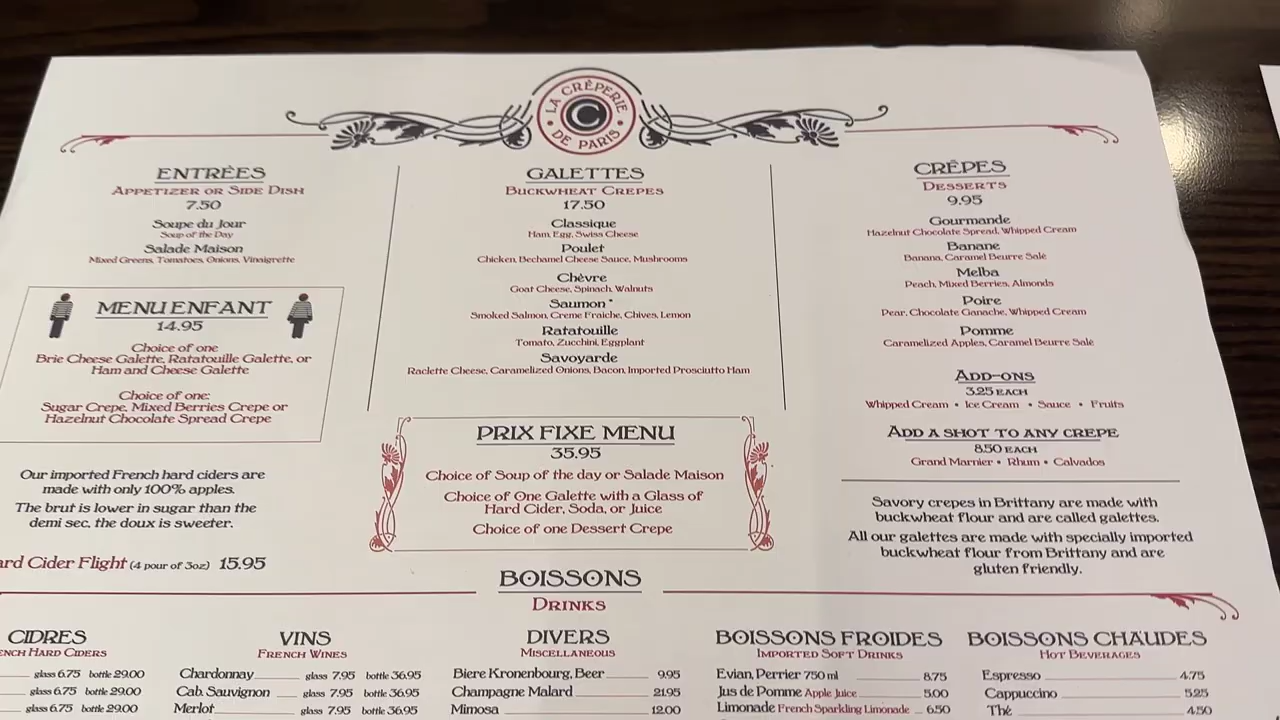 LA CRÊPERIE
C
DE PARIS
ENTRÈES
APPETIZER OR SIDE DISH
7.50
Soupe du Jour
Soup of the Day
Salade Maison
Mixed Greens, Tomatoes, Onions, Vinaigrette
MENU ENFANT
14.95
Choice of one
Brie Cheese Galette, Ratatouille Galette, or
Ham and Cheese Galette
Choice of one:
Sugar Crepe, Mixed Berries Crepe or
Hazelnut Chocolate Spread Crepe
Our imported French hard ciders are
made with only 100% apples.
The brut is lower in sugar than the
demi sec, the doux is sweeter.
Cider Flight (4 pour of 3oz) 15.95
GALETTES
BUCKWHEAT CREPES
17.50
Classique
Ham, Egg, Swiss Cheese
Poulet
Chicken, Bechamel Cheese Sauce, Mushrooms
Chèvre
Goat Cheese, Spinach, Walnuts
Saumon*
Smoked Salmon, Creme Fraiche, Chives, Lemon
Ratatouille
Tomato, Zucchini, Eggplant
Savoyarde
Raclette Cheese, Caramelized Onions, Bacon, Imported Prosciutto Ham
PRIX FIXE MENU
35.95
Choice of Soup of the day or Salade Maison
Choice of One Galette with a Glass of
Hard Cider, Soda, or Juice
Choice of one Dessert Crepe
CRÊPES
DESSERTS
9.95
Gourmande
Hazelnut Chocolate Spread, Whipped Cream
Banane
Banana, Caramel Beurre Salé
Melba
Peach, Mixed Berries, Almonds
Poire
Pear, Chocolate Ganache, Whipped Cream
Pomme
Caramelized Apples, Caramel Beurre Salé
ADD-ONS
3.25 EACH
Whipped Cream • Ice Cream • Sauce • Fruits
ADD A SHOT TO ANY CREPE
8.50 EACH
Grand Marnier • Rhum • Calvados
Savory crepes in Brittany are made with
buckwheat flour and are called galettes.
All our galettes are made with specially imported
buckwheat flour from Brittany and are
gluten friendly.
BOISSONS
DRINKS
CIDRES
HARD CIDERS
glass 6.75 bottle 29.00
glass 6.75 bottle 29.00
glass 6.75 bottle 29.00
VINS
FRENCH WINES
Chardonnay glass 7.95 bottle 36.95
Cab. Sauvignon glass 7.95 bottle 36.95
Merlot glass 7.95 bottle 36.95
DIVERS
MISCELLANEOUS
Biere Kronenbourg, Beer 9.95
Champagne Malard 21.95
Mimosa 12.00
BOISSONS FROIDES
IMPORTED SOFT DRINKS
Evian, Perrier 750 ml 8.75
Jus de Pomme Apple Juice 5.00
Limonade French Sparkling Limonade 6.50
BOISSONS CHAUDES
HOT BEVERAGES
Espresso 4.75
Cappuccino 5.25
Thé 4.50